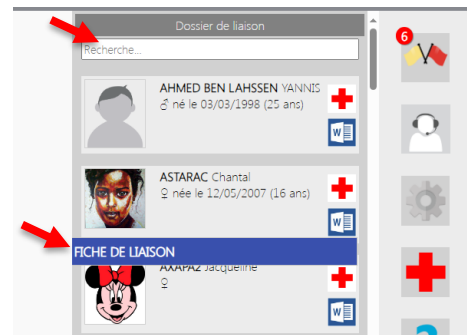 Dossier de liaison
6
Recherche...
AHMED BEN LAHSSEN YANNIS
♂ né le 03/03/1998 (25 ans)
W
ASTARAC Chantal
♀ née le 12/05/2007 (16 ans)
W
FICHE DE LIAISON
AXAPA2 Jacqueline
♀
W
?